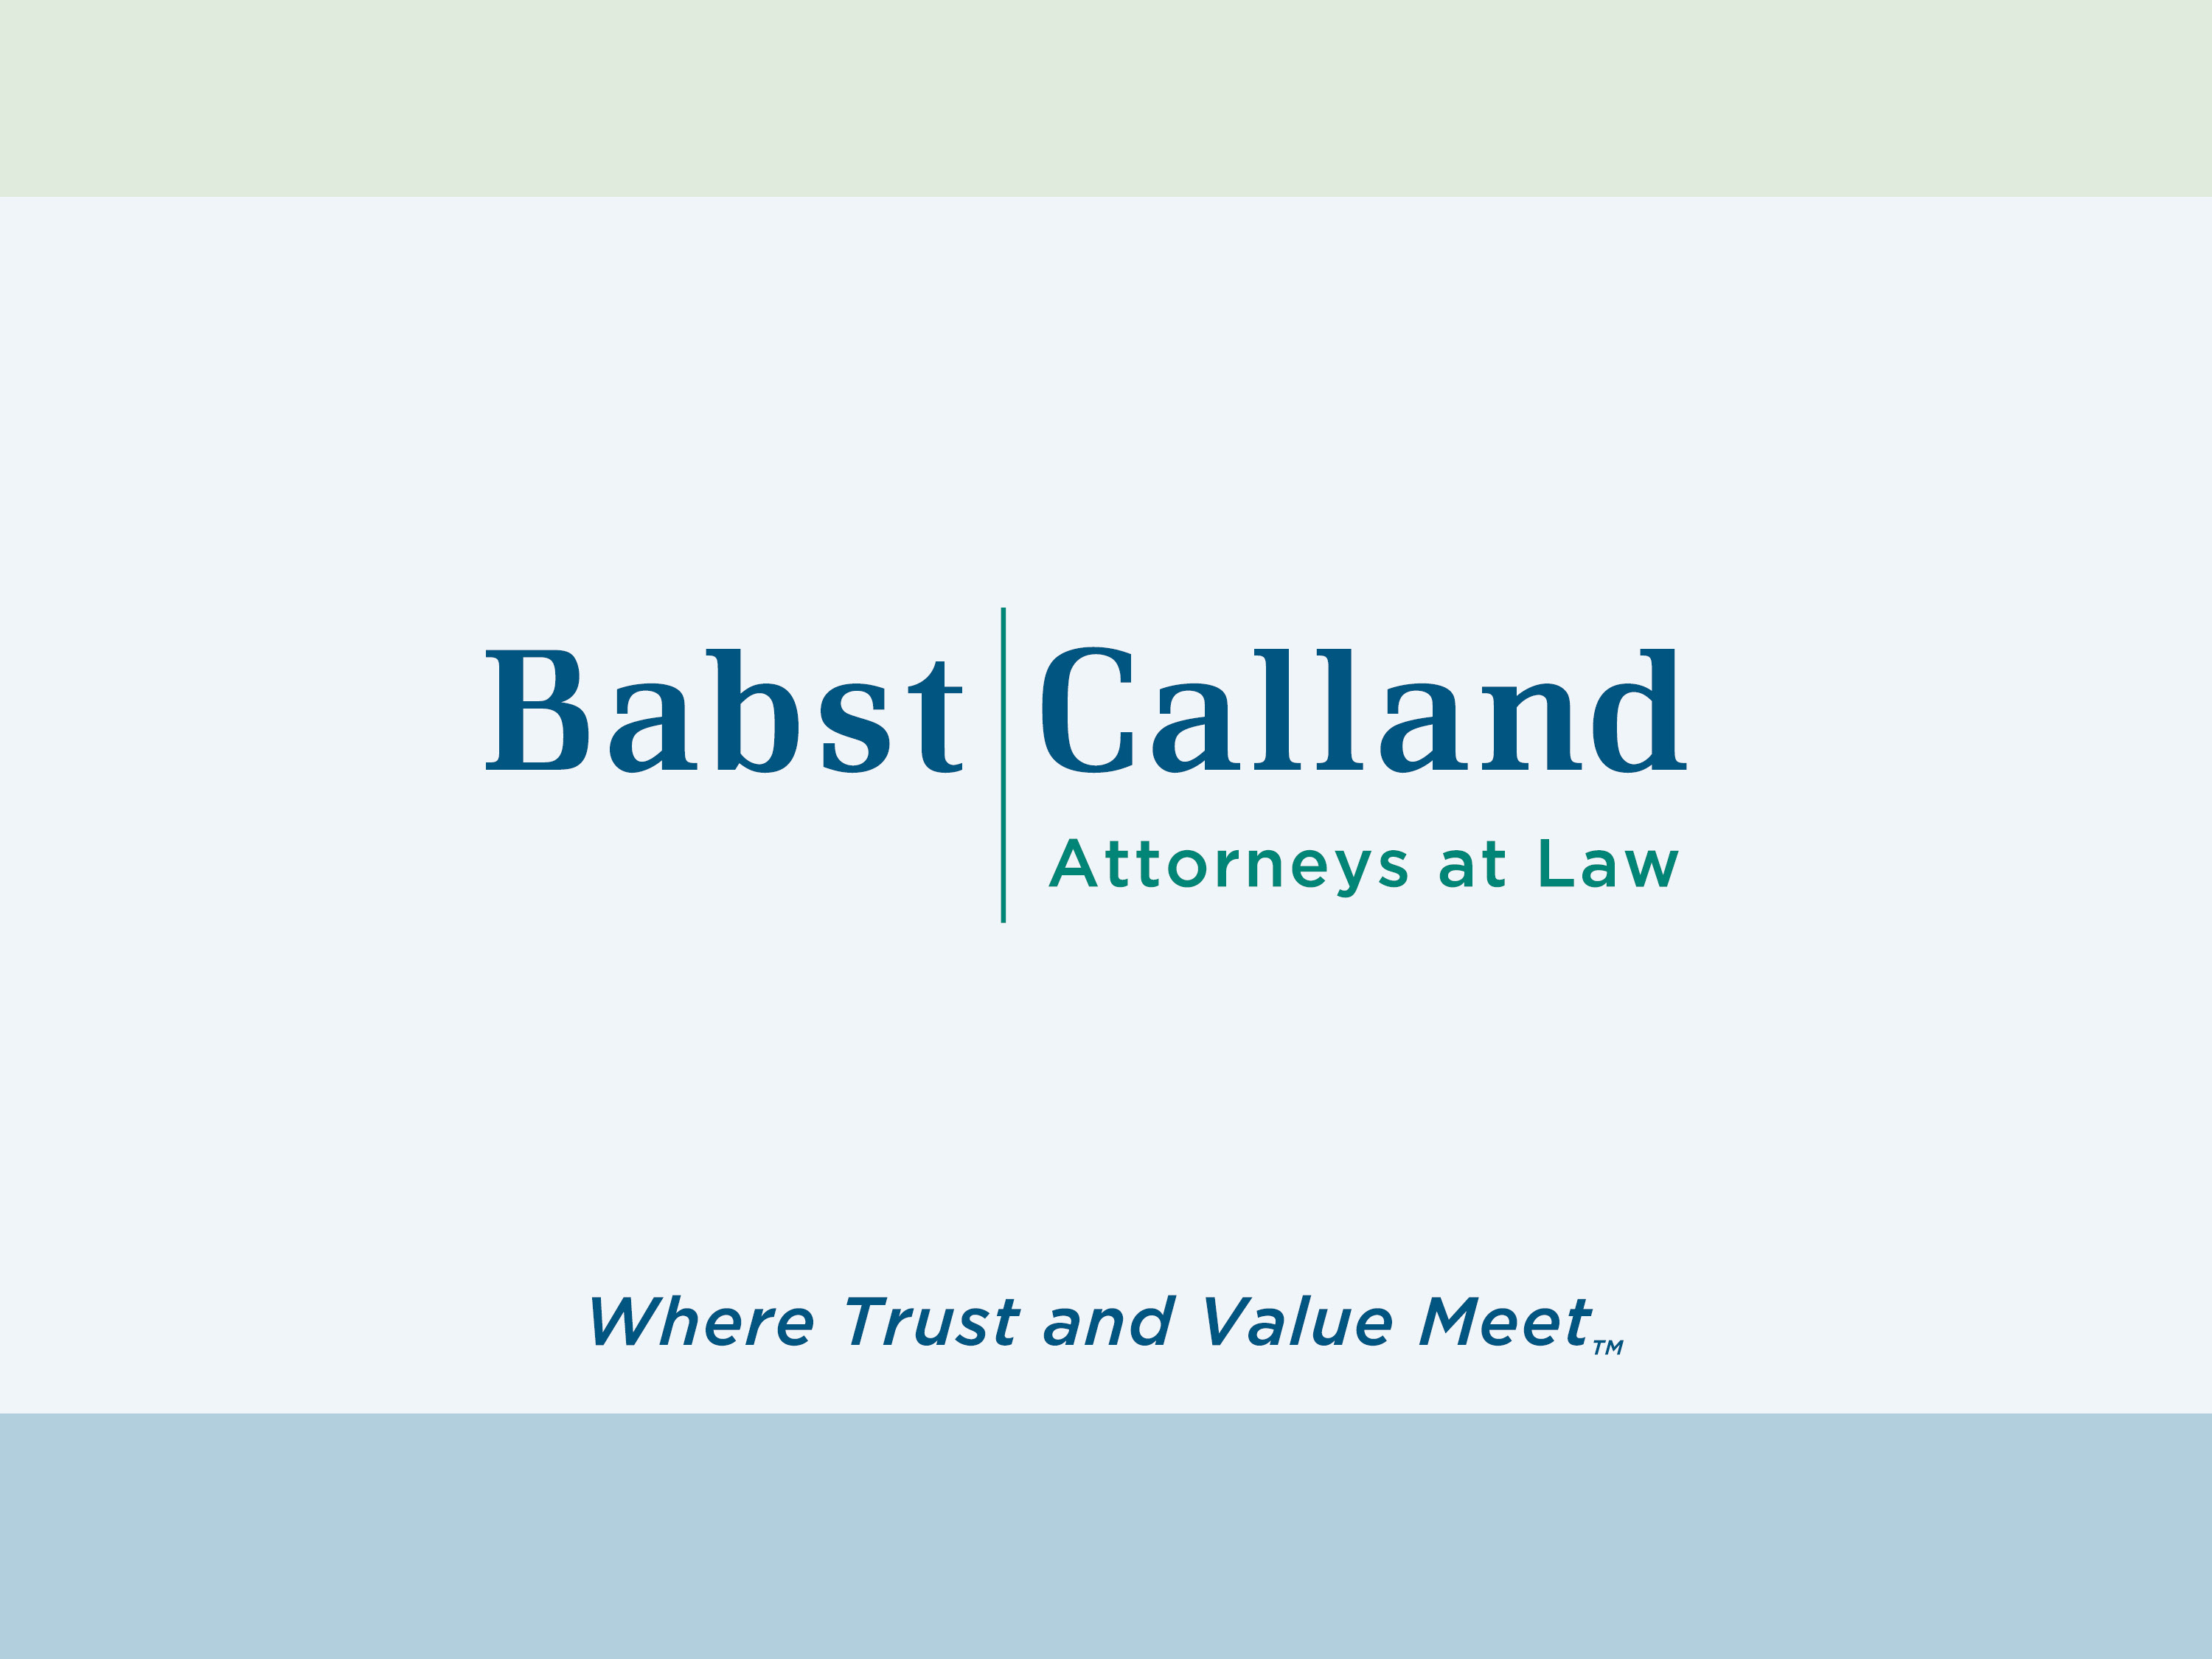 Babst Calland
Attorneys at Law
Where Trust and Value Meet™